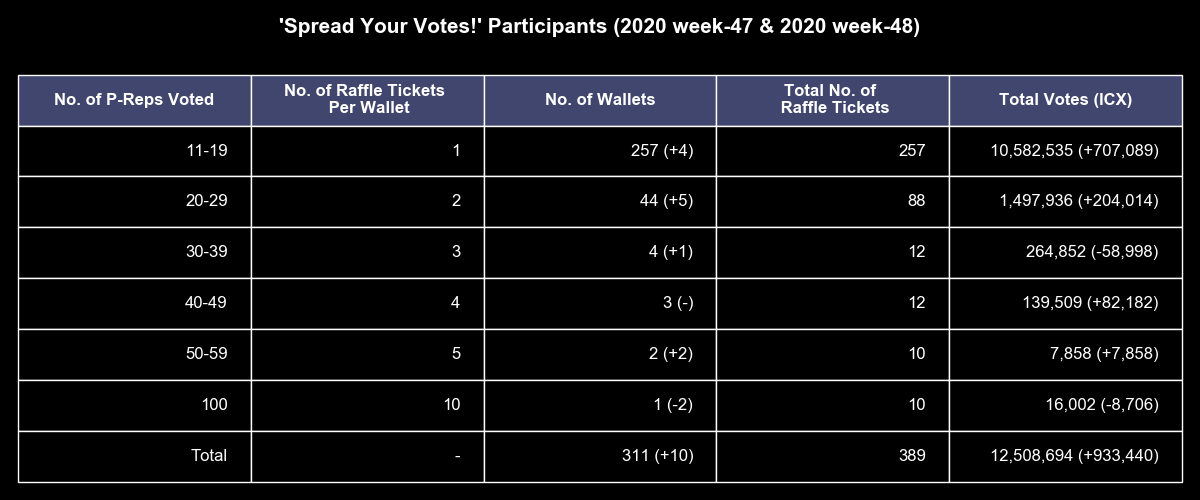 'Spread Your Votes!' Participants (2020 week-47 & 2020 week-48)
No. of P-Reps Voted No. of Raffle Tickets Per Wallet No. of Wallets Total No. of Raffle Tickets Total Votes (ICX)
11-19 1 257 (+4) 257 10,582,535 (+707,089)
20-29 2 44 (+5) 88 1,497,936 (+204,014)
30-39 3 4 (+1) 12 264,852 (-58,998)
40-49 4 3 (-) 12 139,509 (+82,182)
50-59 5 2 (+2) 10 7,858 (+7,858)
100 10 1 (-2) 10 16,002 (-8,706)
Total - 311 (+10) 389 12,508,694 (+933,440)